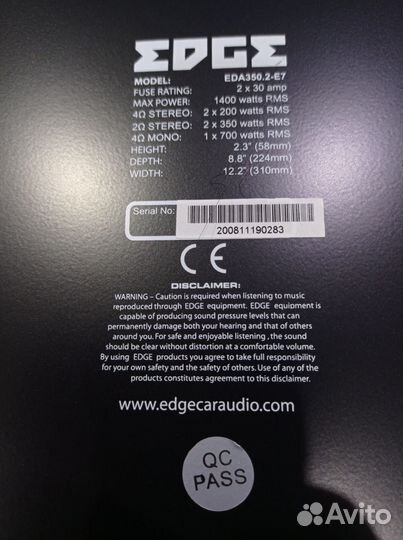 EDGE
MODEL: EDA350.2-E7
FUSE RATING: 2 x 30 amp
MAX POWER: 1400 watts RMS
4Ω STEREO: 2 x 200 watts RMS
2Ω STEREO: 2 x 350 watts RMS
4Ω MONO: 1 x 700 watts RMS
HEIGHT: 2.3" (58mm)
DEPTH: 8.8" (224mm)
WIDTH: 12.2" (310mm)
Serial No:
200811190283
CE
DISCLAIMER:
WARNING – Caution is required when listening to music
reproduced through EDGE equipment. EDGE equipment is
capable of producing sound pressure levels that can
permanently damage both your hearing and that of others
around you. For safe and enjoyable listening , the sound
should be clear without distortion at a comfortable volume.
By using EDGE products you agree to take full responsibility
for your own safety and the safety of others. Use of any of the
products constitutes agreement to this disclaimer.
www.edgecaraudio.com
QC
PASS
Avito